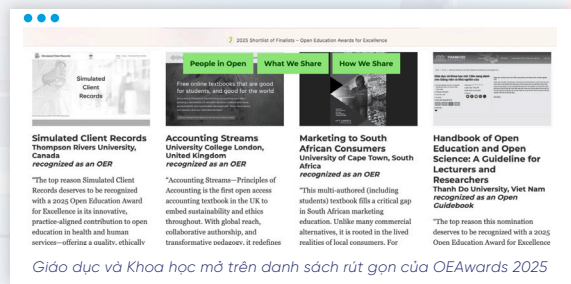 2025 Shortlist of Finalists – Open Education Award for Excellence
People in Open
What We Share
How We Share
Simulated
Client
Records
Free online textbooks that are good
for students, and good for the world
Simulated Client Records
Thompson Rivers University,
Canada
recognized as an OER
"The top reason Simulated Client
Records deserves to be recognized
with a 2025 Open Education Award
for Excellence is its innovative,
practice-aligned contribution to open
education in health and human
services—offering a quality, ethically
Accounting Streams
University College London,
United Kingdom
recognized as an OER
"Accounting Streams—Principles of
Accounting is the first open access
accounting textbook in the UK to
embed sustainability and ethics
throughout. With global reach,
collaborative authorship, and
transformative pedagogy, it redefines
Marketing to South
African Consumers
University of Cape Town, South
Africa
recognized as an OER
"This multi-authored (including
students) textbook fills a critical gap
in South African marketing
education. Unlike many commercial
alternatives, it is rooted in the lived
realities of local consumers. For
Handbook of Open
Education and Open
Science: A Guideline for
Lecturers and
Researchers
Thanh Do University, Viet Nam
recognized as an Open
Guidebook
"The top reason this nomination
deserves to be recognized with a 2025
Open Education Award for Excellence
Giáo dục và Khoa học mở trên danh sách rút gọn của OEAwards 2025